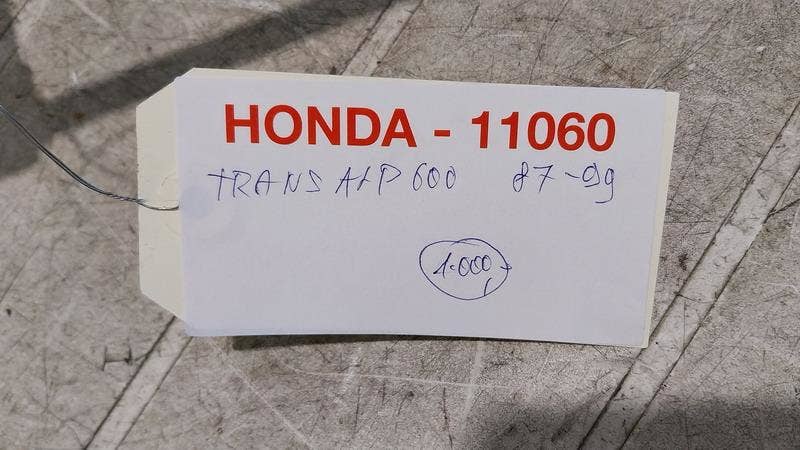 HONDA - 11060
TRANSALP 600 87-99
1.000,-